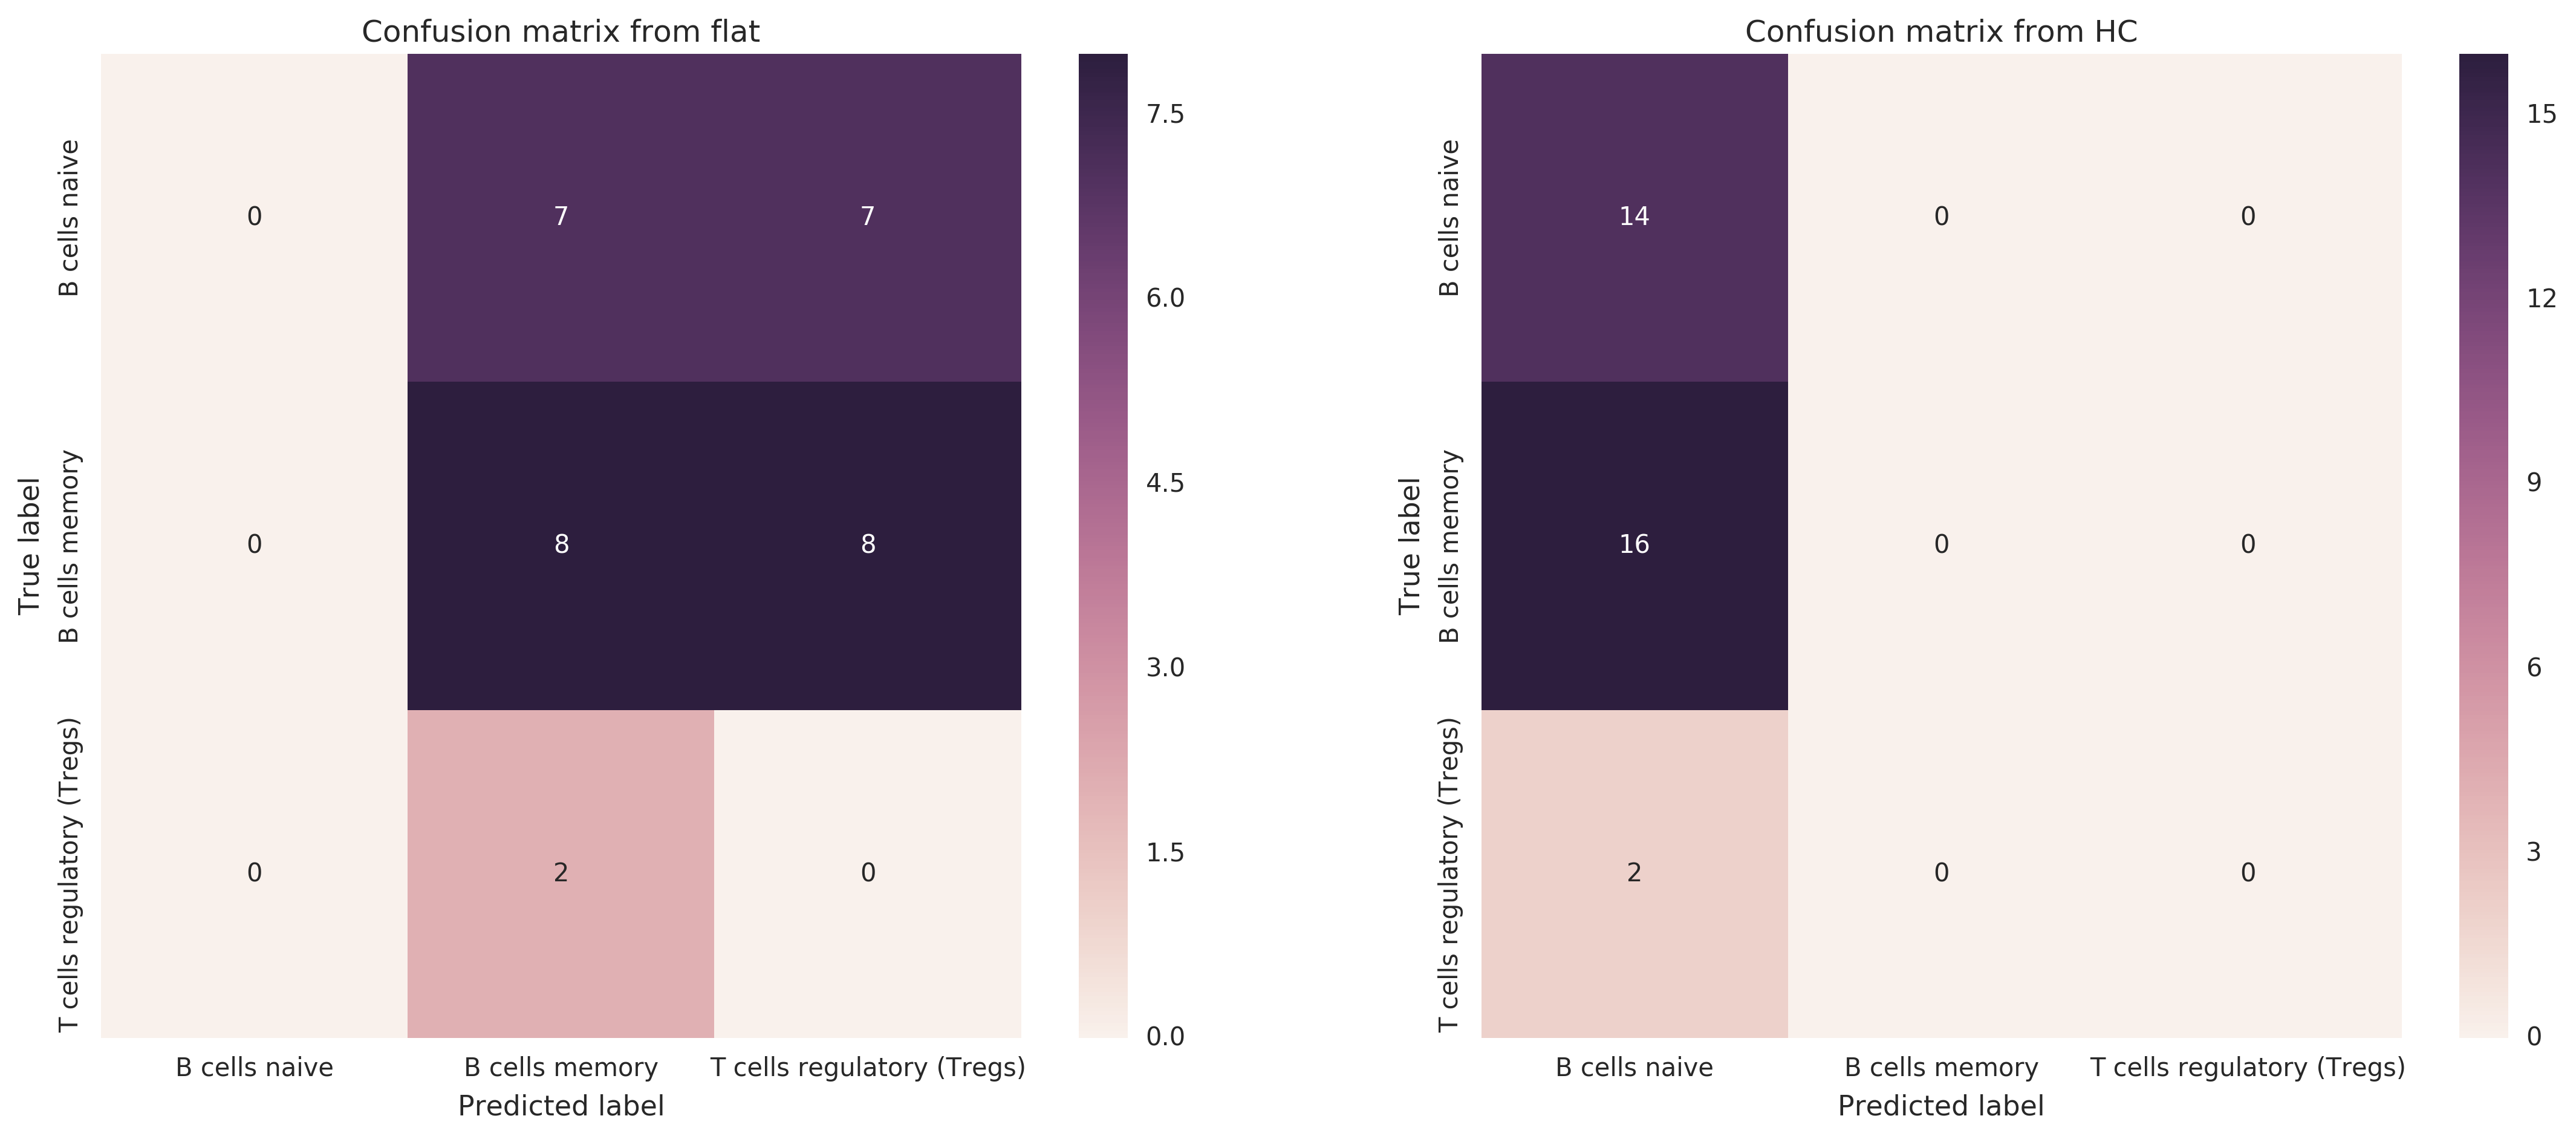 Confusion matrix from flat
True label
B cells naive
B cells memory
T cells regulatory (Tregs)
0 7 7
0 8 8
0 2 0
B cells naive B cells memory T cells regulatory (Tregs)
Predicted label
7.5
6.0
4.5
3.0
1.5
0.0
Confusion matrix from HC
True label
B cells naive
B cells memory
T cells regulatory (Tregs)
14 0 0
16 0 0
2 0 0
B cells naive B cells memory T cells regulatory (Tregs)
Predicted label
15
12
9
6
3
0